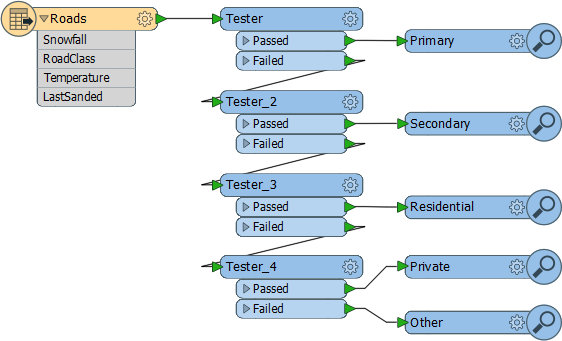 Roads
Snowfall
RoadClass
Temperature
LastSanded
Tester
Passed
Failed
Primary
Tester_2
Passed
Failed
Secondary
Tester_3
Passed
Failed
Residential
Tester_4
Passed
Failed
Private
Other